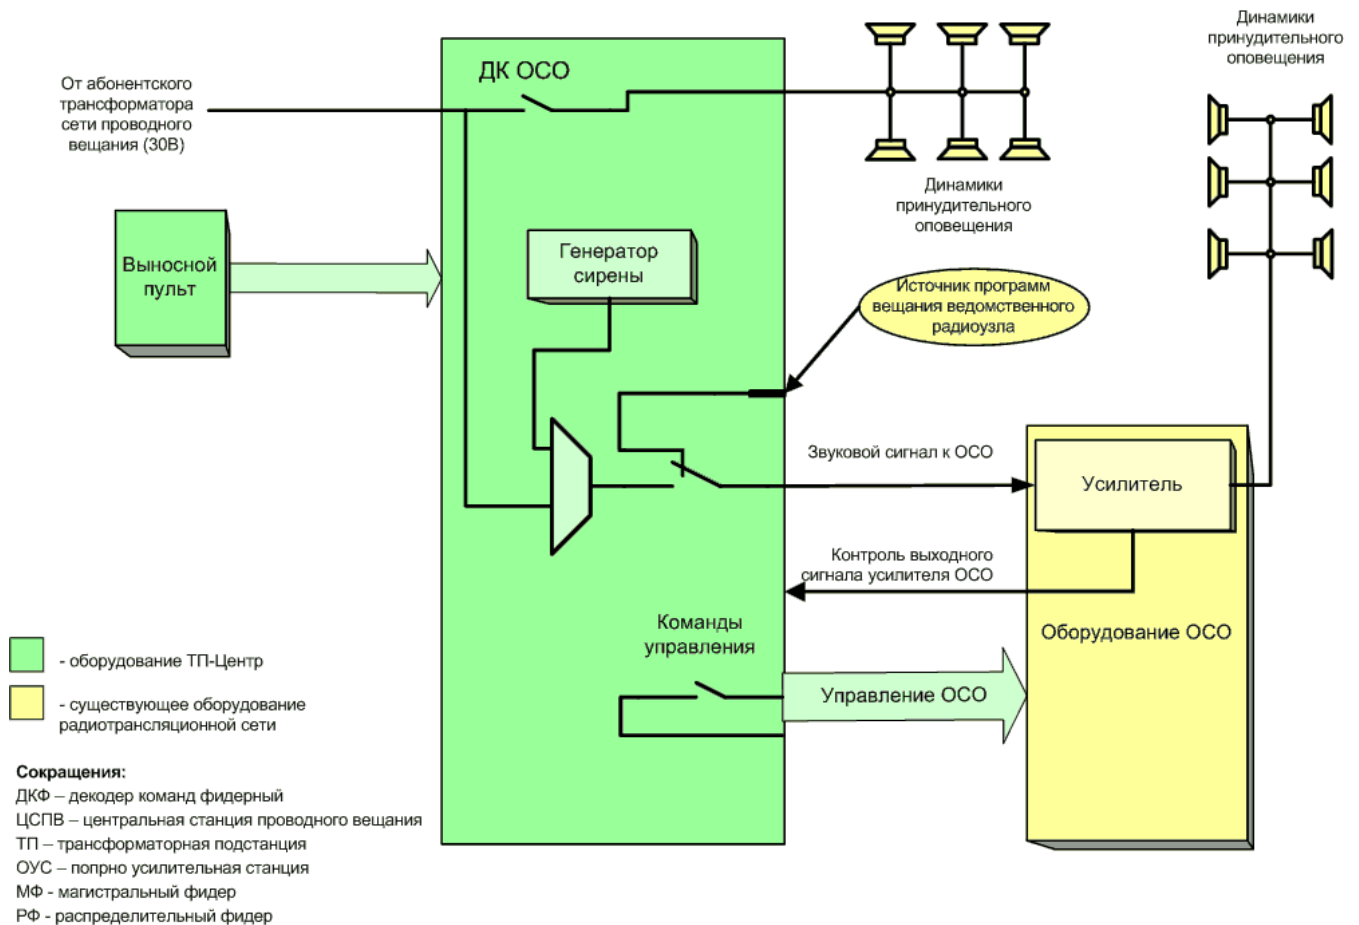 Динамики
принудительного
оповещения
ДК ОСО
От абонентского
трансформатора
сети проводного
вещания (30В)
Динамики
принудительного
оповещения
Выносной
пульт
Генератор
сирены
Источник программ
вещания ведомственного
радиоузла
Звуковой сигнал к ОСО
Усилитель
Контроль выходного
сигнала усилителя ОСО
Команды
управления
Оборудование ОСО
Управление ОСО
- оборудование ТП-Центр
- существующее оборудование
радиотрансляционной сети
Сокращения:
ДКФ – декодер команд фидерный
ЦСПВ – центральная станция проводного вещания
ТП – трансформаторная подстанция
ОУС – попрно усилительная станция
МФ - магистральный фидер
РФ - распределительный фидер